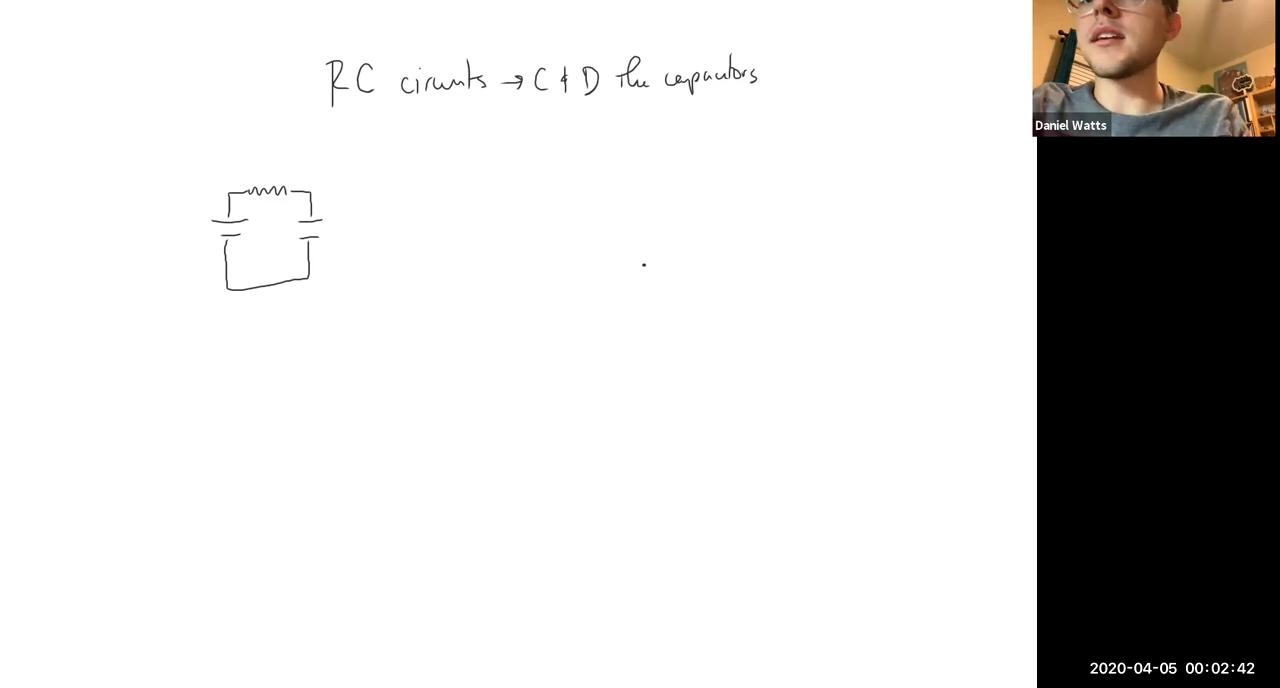 RC circuits → C & D the capacitors
Daniel Watts
2020-04-05 00:02:42